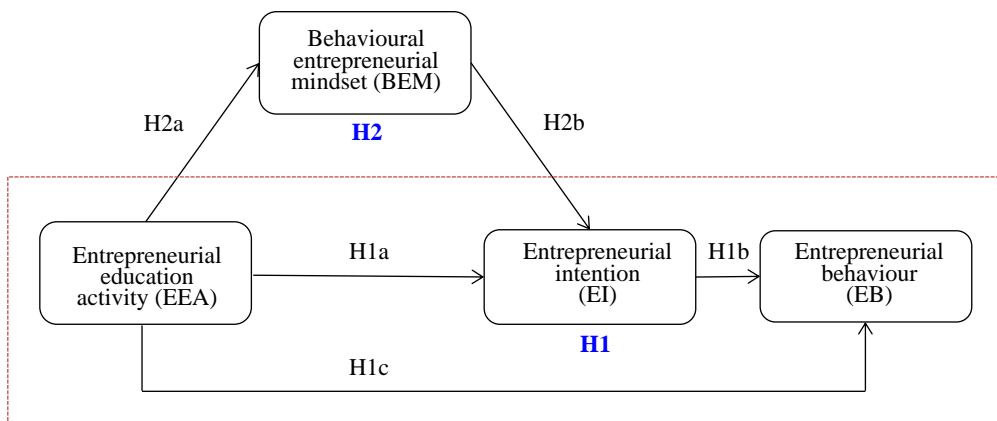 Behavioural
entrepreneurial
mindset (BEM)
H2
H2a
H2b
Entrepreneurial
education
activity (EEA)
H1a
Entrepreneurial
intention
(EI)
H1
H1b
Entrepreneurial
behaviour
(EB)
H1c